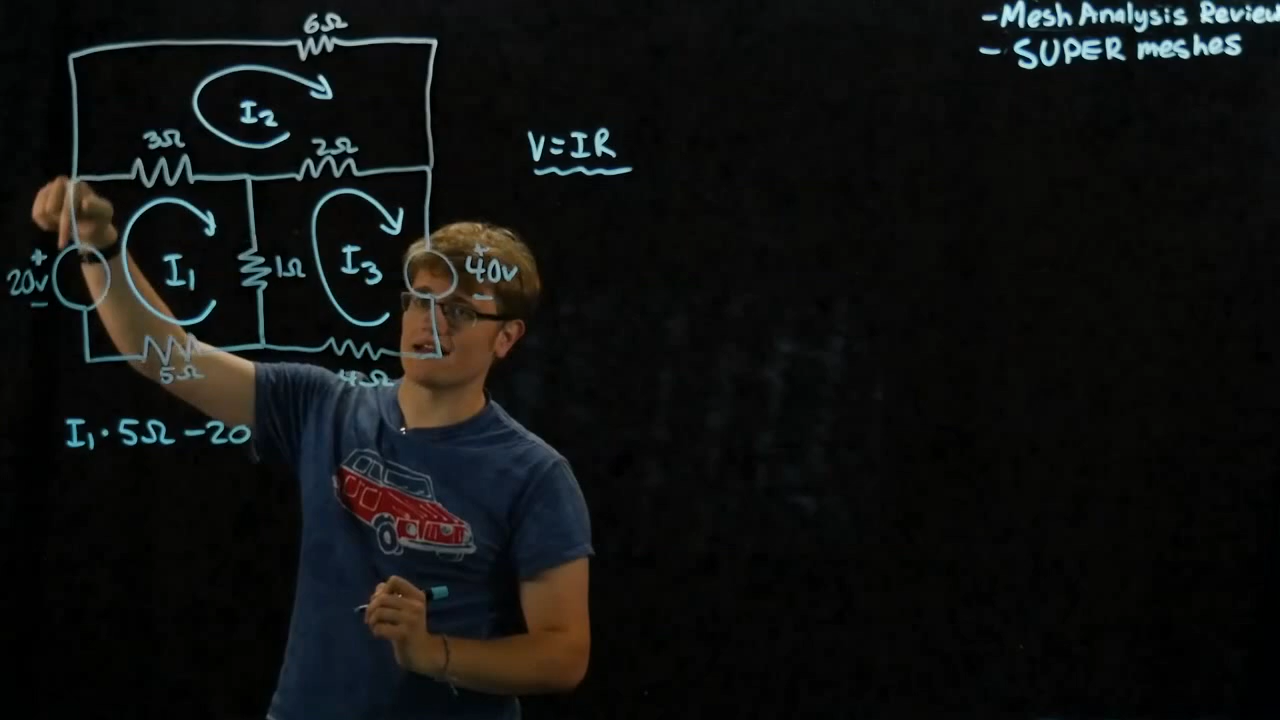 -Mesh Analysis Review
- SUPER meshes
6Ω
I₂
3Ω
2Ω
V=IR
I₁
1Ω
I₃
+
20v
-
+
40v
-
5Ω
4Ω
I₁·5Ω-20